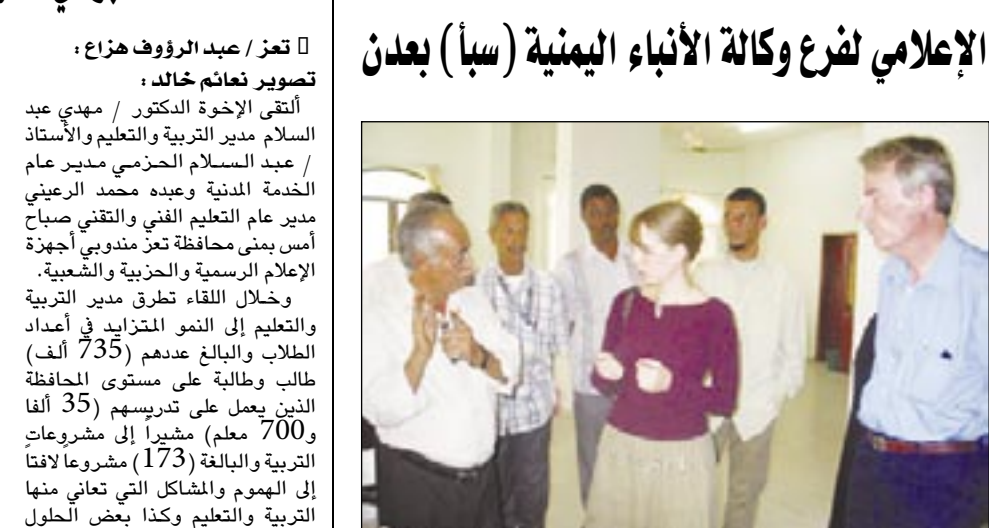 الإعلامي لفرع وكالة الأنباء اليمنية (سبأ) بعدن
تعز / عبد الرؤوف هزاع :
تصوير نعائم خالد :
ألتقى الإخوة الدكتور / مهدي عبد
السلام مدير التربية والتعليم والأستاذ
/ عبد السلام الحزمي مدير عام
الخدمة المدنية وعبده محمد الرعيني
مدير عام التعليم الفني والتقني صباح
أمس بمنى محافظة تعز مندوبي أجهزة
الإعلام الرسمية والحزبية والشعبية.
وخلال اللقاء تطرق مدير التربية
والتعليم إلى النمو المتزايد في أعداد
الطلاب والبالغ عددهم (735 ألف)
طالب وطالبة على مستوى المحافظة
الذين يعمل على تدريسهم (35 ألفا
و700 معلم) مشيراً إلى مشروعات
التربية والبالغة (173) مشروعاً لافتاً
إلى الهموم والمشاكل التي تعاني منها
التربية والتعليم وكذا بعض الحلول